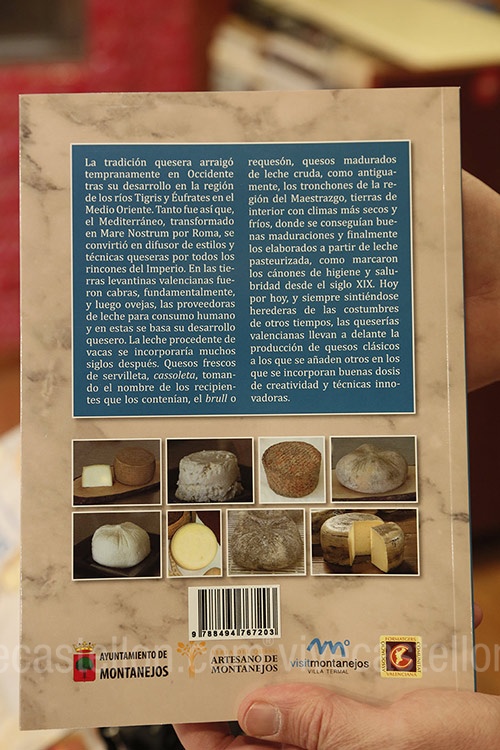 La tradición quesera arraigó
tempranamente en Occidente
tras su desarrollo en la región
de los ríos Tigris y Éufrates en el
Medio Oriente. Tanto fue así que,
el Mediterráneo, transformado
en Mare Nostrum por Roma, se
convirtió en difusor de estilos y
técnicas queseras por todos los
rincones del Imperio. En las tie-
rras levantinas valencianas fue-
ron cabras, fundamentalmente,
y luego ovejas, las proveedoras
de leche para consumo humano
y en estas se basa su desarrollo
quesero. La leche procedente de
vacas se incorporaría muchos
siglos después. Quesos frescos
de servilleta, cassoleta, toman-
do el nombre de los recipien-
tes que los contenían, el brull o
requesón, quesos madurados
de leche cruda, como antigua-
mente, los tronchones de la re-
gión del Maestrazgo, tierras de
interior con climas más secos y
fríos, donde se conseguían bue-
nas maduraciones y finalmente
los elaborados a partir de leche
pasteurizada, como marcaron
los cánones de higiene y salu-
bridad desde el siglo XIX. Hoy
por hoy, y siempre sintiéndose
herederas de las costumbres
de otros tiempos, las queserías
valencianas llevan a delante la
producción de quesos clásicos
a los que se añaden otros en los
que se incorporan buenas dosis
de creatividad y técnicas inno-
vadoras.
9 788494 767203
AYUNTAMIENTO DE
MONTANEJOS
ARTESANO DE
MONTANEJOS
visitmontanejos
VILLA TERMAL